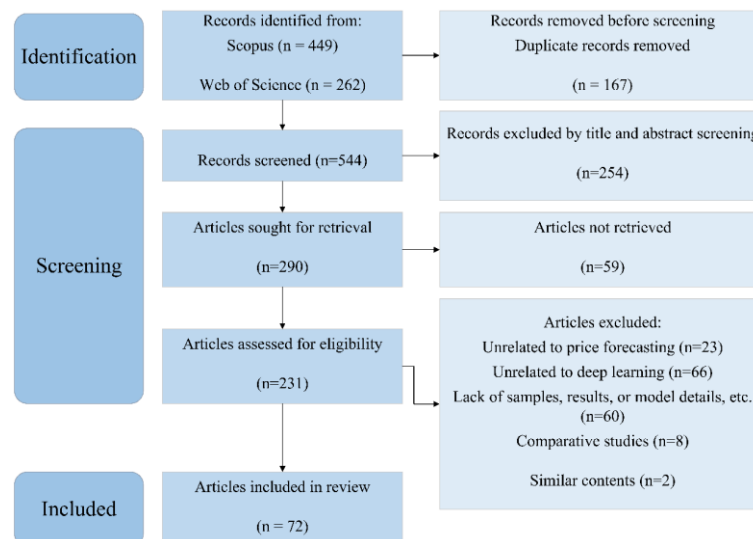 Identification
Records identified from:
Scopus (n = 449)
Web of Science (n = 262)
Records removed before screening
Duplicate records removed
(n = 167)
Screening
Records screened (n=544)
Records excluded by title and abstract screening
(n=254)
Articles sought for retrieval
(n=290)
Articles not retrieved
(n=59)
Articles assessed for eligibility
(n=231)
Articles excluded:
Unrelated to price forecasting (n=23)
Unrelated to deep learning (n=66)
Lack of samples, results, or model details, etc.
(n=60)
Comparative studies (n=8)
Similar contents (n=2)
Included
Articles included in review
(n = 72)